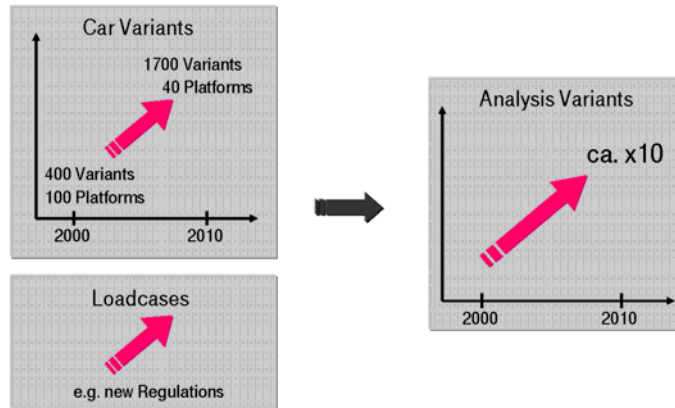 Car Variants
1700 Variants
40 Platforms
400 Variants
100 Platforms
2000 2010
Loadcases
e.g. new Regulations
Analysis Variants
ca. x10
2000 2010